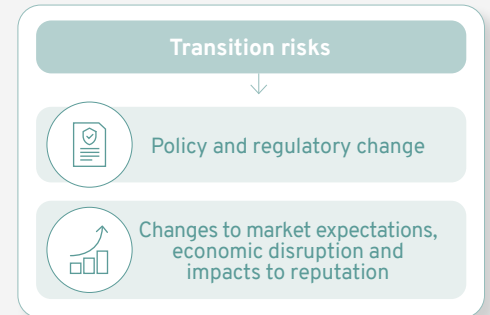 Transition risks
Policy and regulatory change
Changes to market expectations,
economic disruption and
impacts to reputation